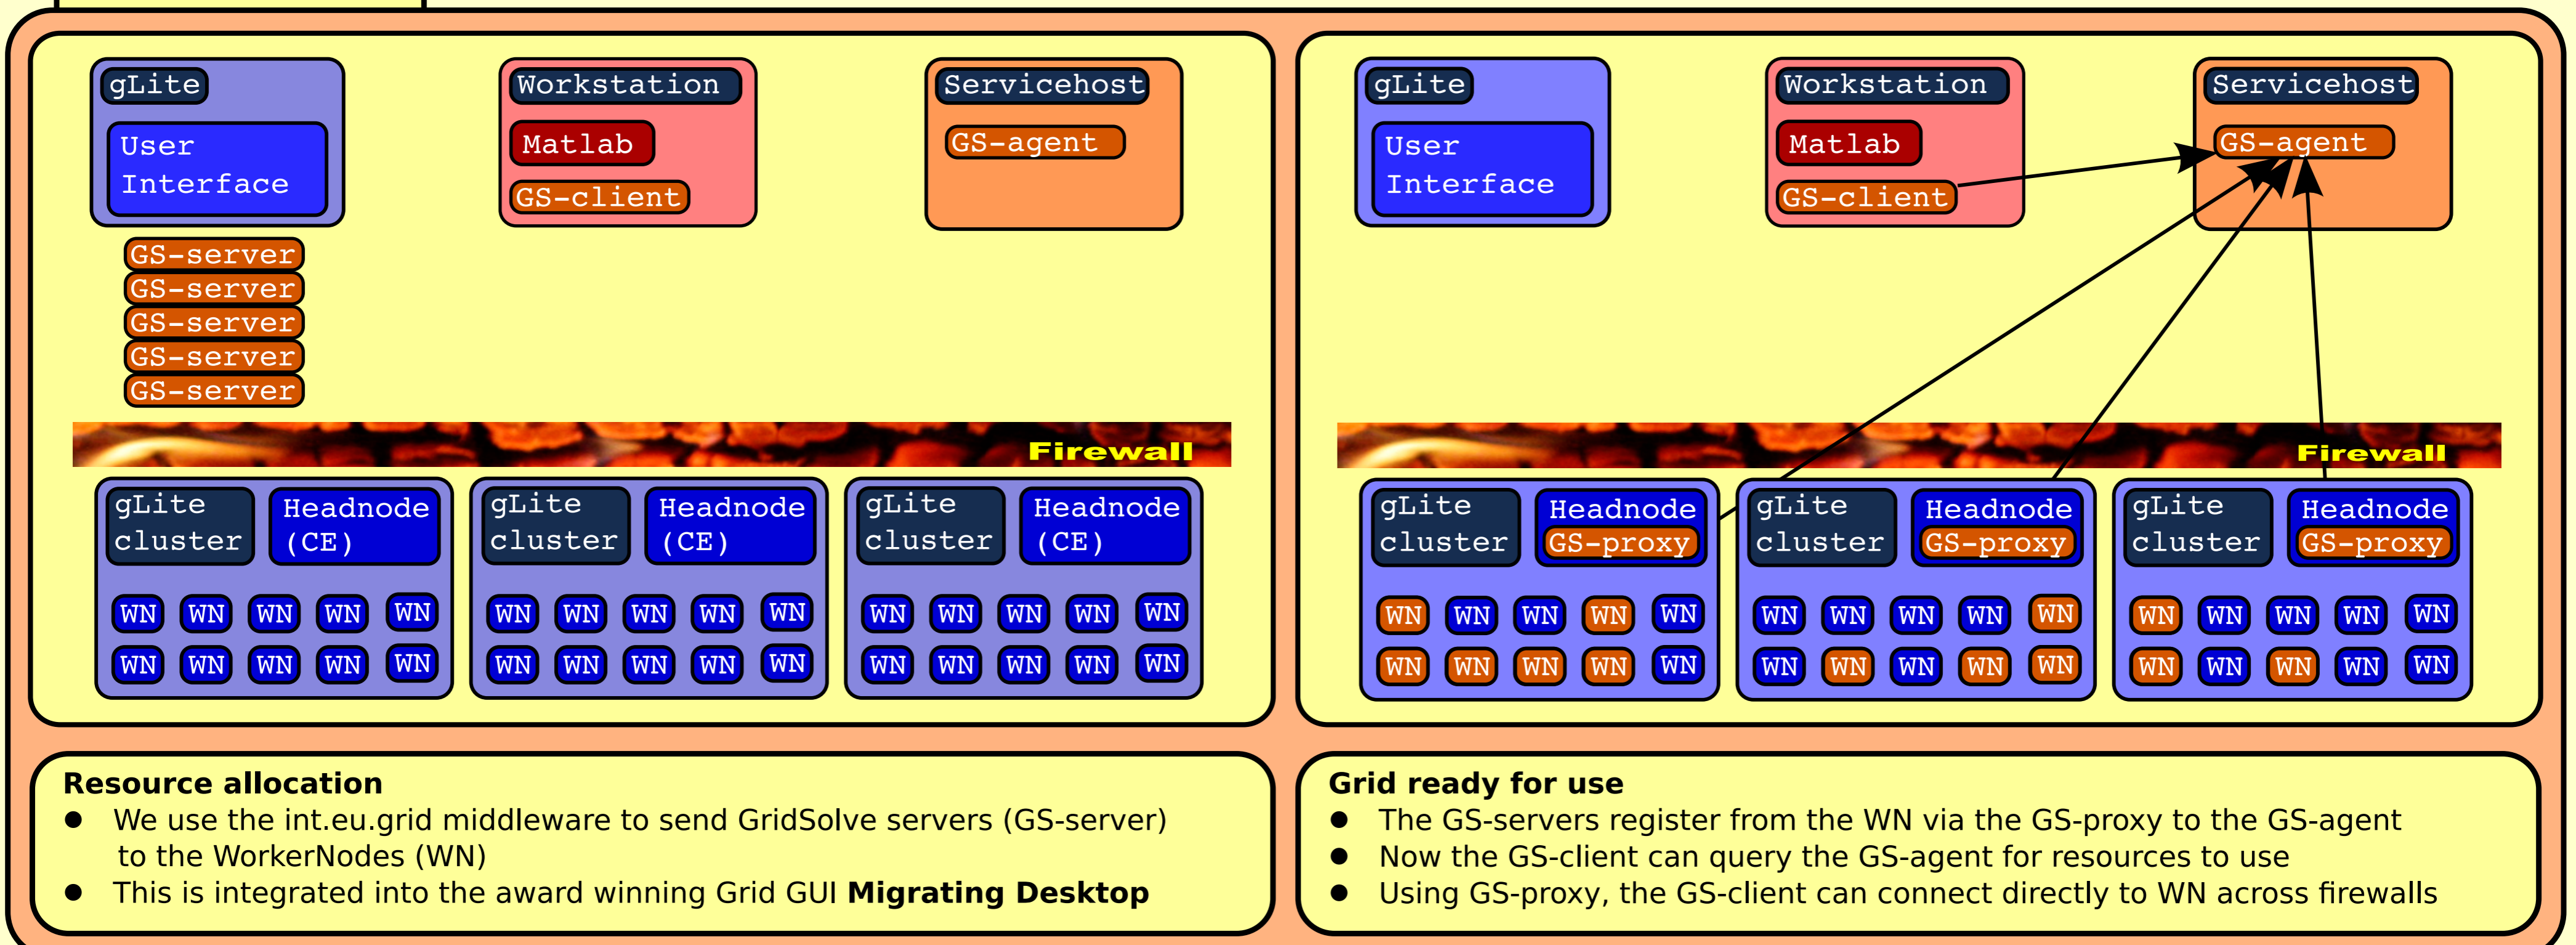 gLite
User
Interface
GS-server
GS-server
GS-server
GS-server
GS-server
Workstation
Matlab
GS-client
Servicehost
GS-agent
Firewall
gLite
cluster
Headnode
(CE)
WN WN WN WN WN
WN WN WN WN WN
gLite
cluster
Headnode
(CE)
WN WN WN WN WN
WN WN WN WN WN
gLite
cluster
Headnode
(CE)
WN WN WN WN WN
WN WN WN WN WN
Resource allocation
● We use the int.eu.grid middleware to send GridSolve servers (GS-server)
to the WorkerNodes (WN)
● This is integrated into the award winning Grid GUI Migrating Desktop
gLite
User
Interface
Workstation
Matlab
GS-client
Servicehost
GS-agent
Firewall
gLite
cluster
Headnode
GS-proxy
WN WN WN WN WN
WN WN WN WN WN
gLite
cluster
Headnode
GS-proxy
WN WN WN WN WN
WN WN WN WN WN
gLite
cluster
Headnode
GS-proxy
WN WN WN WN WN
WN WN WN WN WN
Grid ready for use
● The GS-servers register from the WN via the GS-proxy to the GS-agent
● Now the GS-client can query the GS-agent for resources to use
● Using GS-proxy, the GS-client can connect directly to WN across firewalls